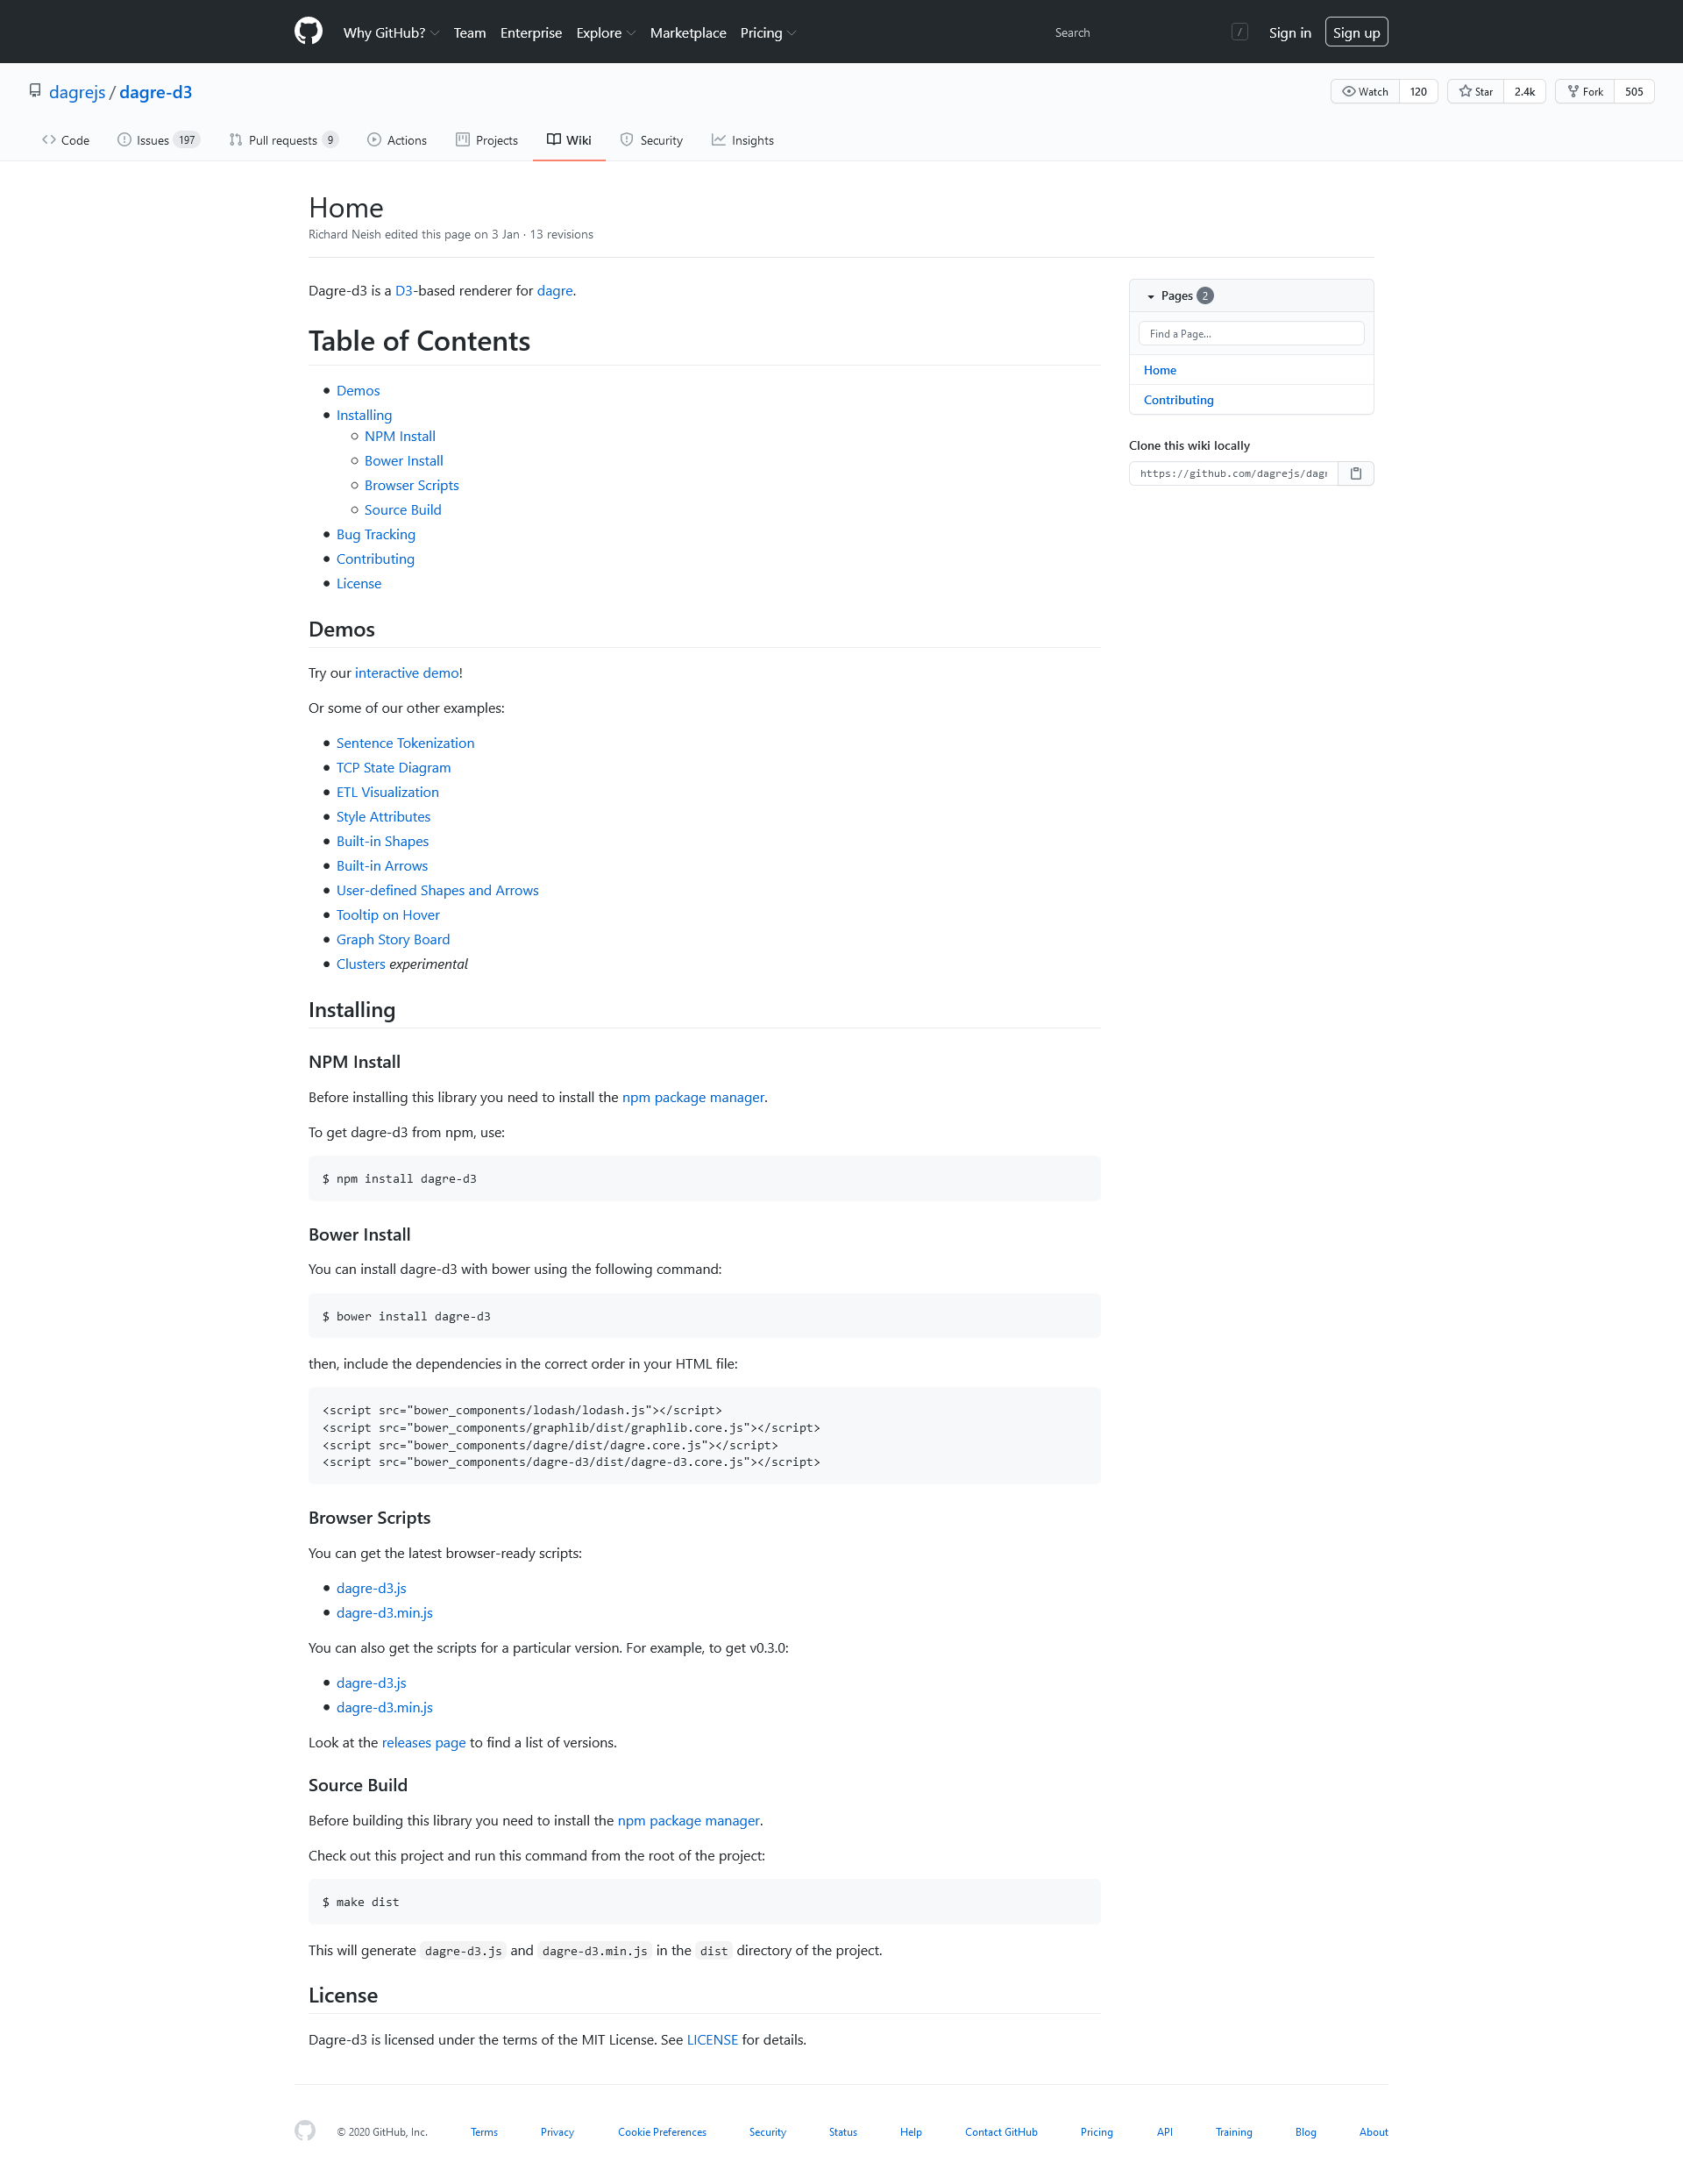 Why GitHub? Team Enterprise Explore Marketplace Pricing Search / Sign in Sign up
dagrejs / dagre-d3 Watch 120 Star 2.4k Fork 505
Code Issues 197 Pull requests 9 Actions Projects Wiki Security Insights
Home
Richard Neish edited this page on 3 Jan · 13 revisions
Dagre-d3 is a D3-based renderer for dagre.
Table of Contents
Demos
Installing
NPM Install
Bower Install
Browser Scripts
Source Build
Bug Tracking
Contributing
License
Pages 2
Find a Page...
Home
Contributing
Clone this wiki locally
https://github.com/dagrejs/dagr
Demos
Try our interactive demo!
Or some of our other examples:
Sentence Tokenization
TCP State Diagram
ETL Visualization
Style Attributes
Built-in Shapes
Built-in Arrows
User-defined Shapes and Arrows
Tooltip on Hover
Graph Story Board
Clusters experimental
Installing
NPM Install
Before installing this library you need to install the npm package manager.
To get dagre-d3 from npm, use:
$ npm install dagre-d3
Bower Install
You can install dagre-d3 with bower using the following command:
$ bower install dagre-d3
then, include the dependencies in the correct order in your HTML file:
<script src="bower_components/lodash/lodash.js"></script>
<script src="bower_components/graphlib/dist/graphlib.core.js"></script>
<script src="bower_components/dagre/dist/dagre.core.js"></script>
<script src="bower_components/dagre-d3/dist/dagre-d3.core.js"></script>
Browser Scripts
You can get the latest browser-ready scripts:
dagre-d3.js
dagre-d3.min.js
You can also get the scripts for a particular version. For example, to get v0.3.0:
dagre-d3.js
dagre-d3.min.js
Look at the releases page to find a list of versions.
Source Build
Before building this library you need to install the npm package manager.
Check out this project and run this command from the root of the project:
$ make dist
This will generate dagre-d3.js and dagre-d3.min.js in the dist directory of the project.
License
Dagre-d3 is licensed under the terms of the MIT License. See LICENSE for details.
© 2020 GitHub, Inc. Terms Privacy Cookie Preferences Security Status Help Contact GitHub Pricing API Training Blog About